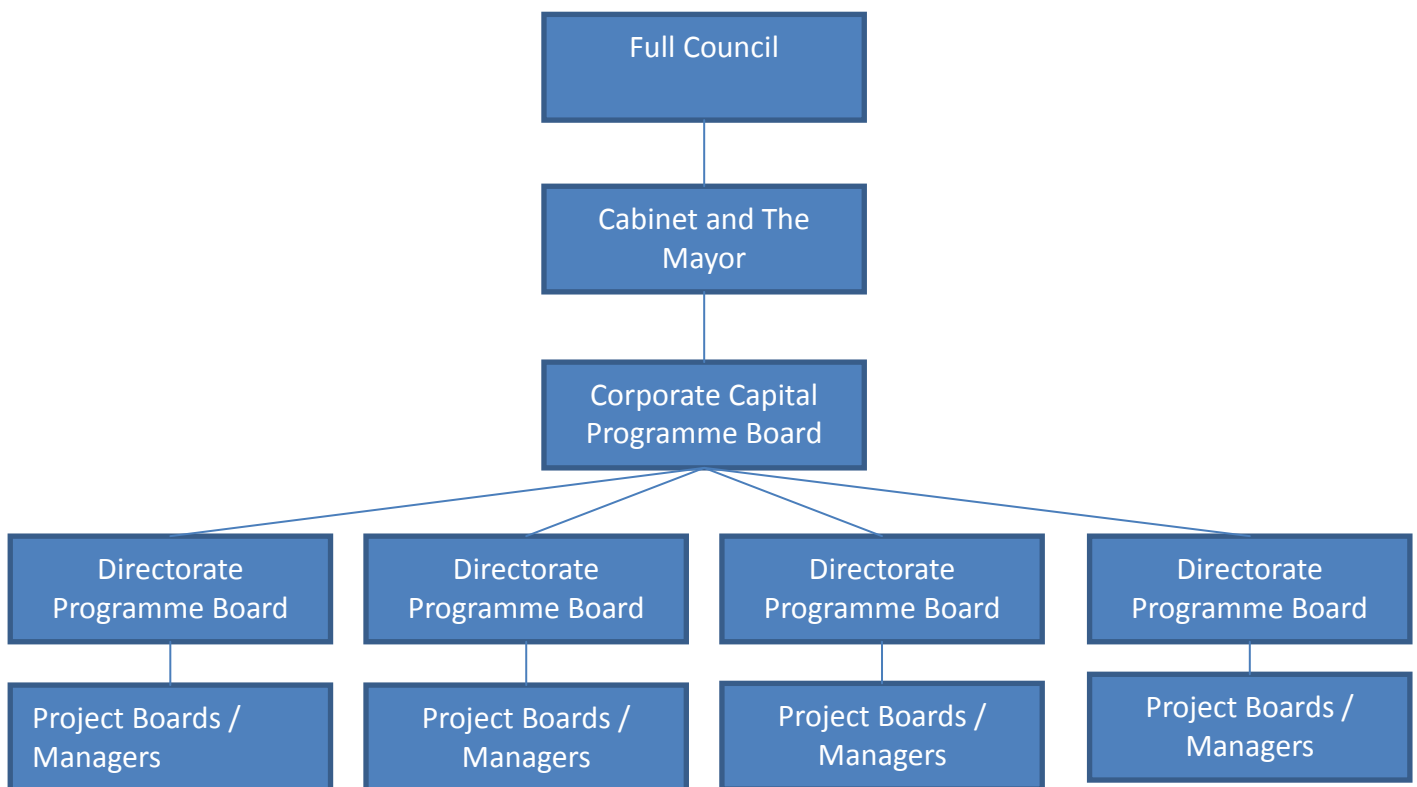 Full Council
Cabinet and The
Mayor
Corporate Capital
Programme Board
Directorate
Programme Board
Directorate
Programme Board
Directorate
Programme Board
Directorate
Programme Board
Project Boards /
Managers
Project Boards /
Managers
Project Boards /
Managers
Project Boards /
Managers